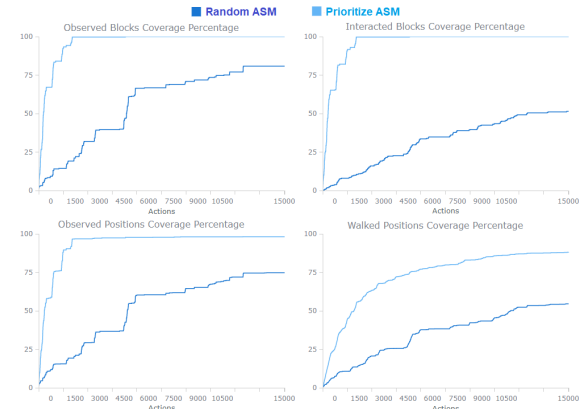 Random ASM Prioritize ASM
Observed Blocks Coverage Percentage
100
75
50
25
0
0 1500 3000 4500 6000 7500 9000 10500 15000
Actions
Interacted Blocks Coverage Percentage
100
75
50
25
0
0 1500 3000 4500 6000 7500 9000 10500 15000
Actions
Observed Positions Coverage Percentage
100
75
50
25
0
0 1500 3000 4500 6000 7500 9000 10500 15000
Actions
Walked Positions Coverage Percentage
100
75
50
25
0
0 1500 3000 4500 6000 7500 9000 10500 15000
Actions